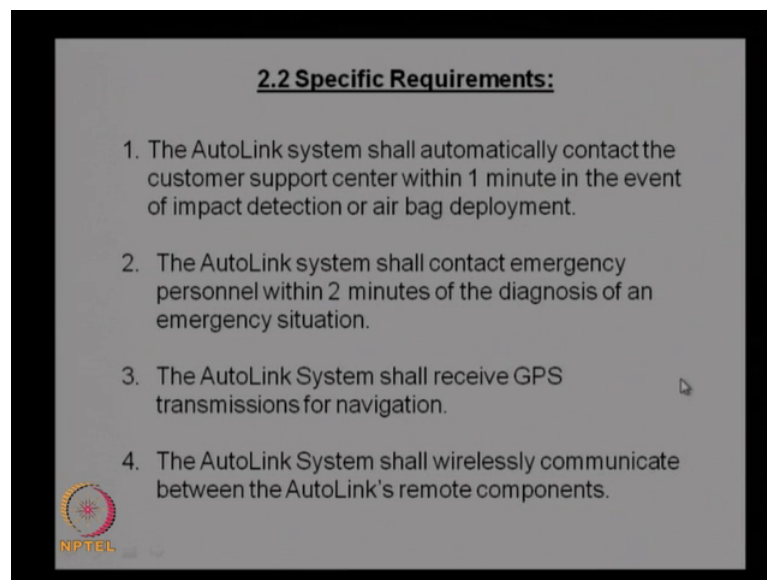 2.2 Specific Requirements:
1. The AutoLink system shall automatically contact the
customer support center within 1 minute in the event
of impact detection or air bag deployment.
2. The AutoLink system shall contact emergency
personnel within 2 minutes of the diagnosis of an
emergency situation.
3. The AutoLink System shall receive GPS
transmissions for navigation.
4. The AutoLink System shall wirelessly communicate
between the AutoLink's remote components.
NPTEL